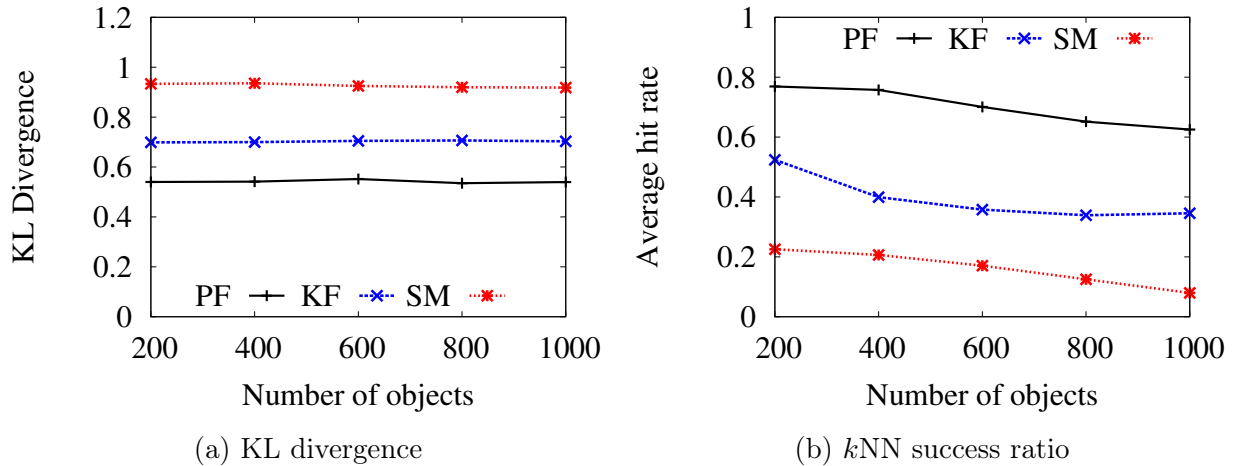 KL Divergence
1.2
1
0.8
0.6
0.4
0.2
0
PF KF SM
200 400 600 800 1000
Number of objects
(a) KL divergence
Average hit rate
1
0.8
0.6
0.4
0.2
0
PF KF SM
200 400 600 800 1000
Number of objects
(b) kNN success ratio